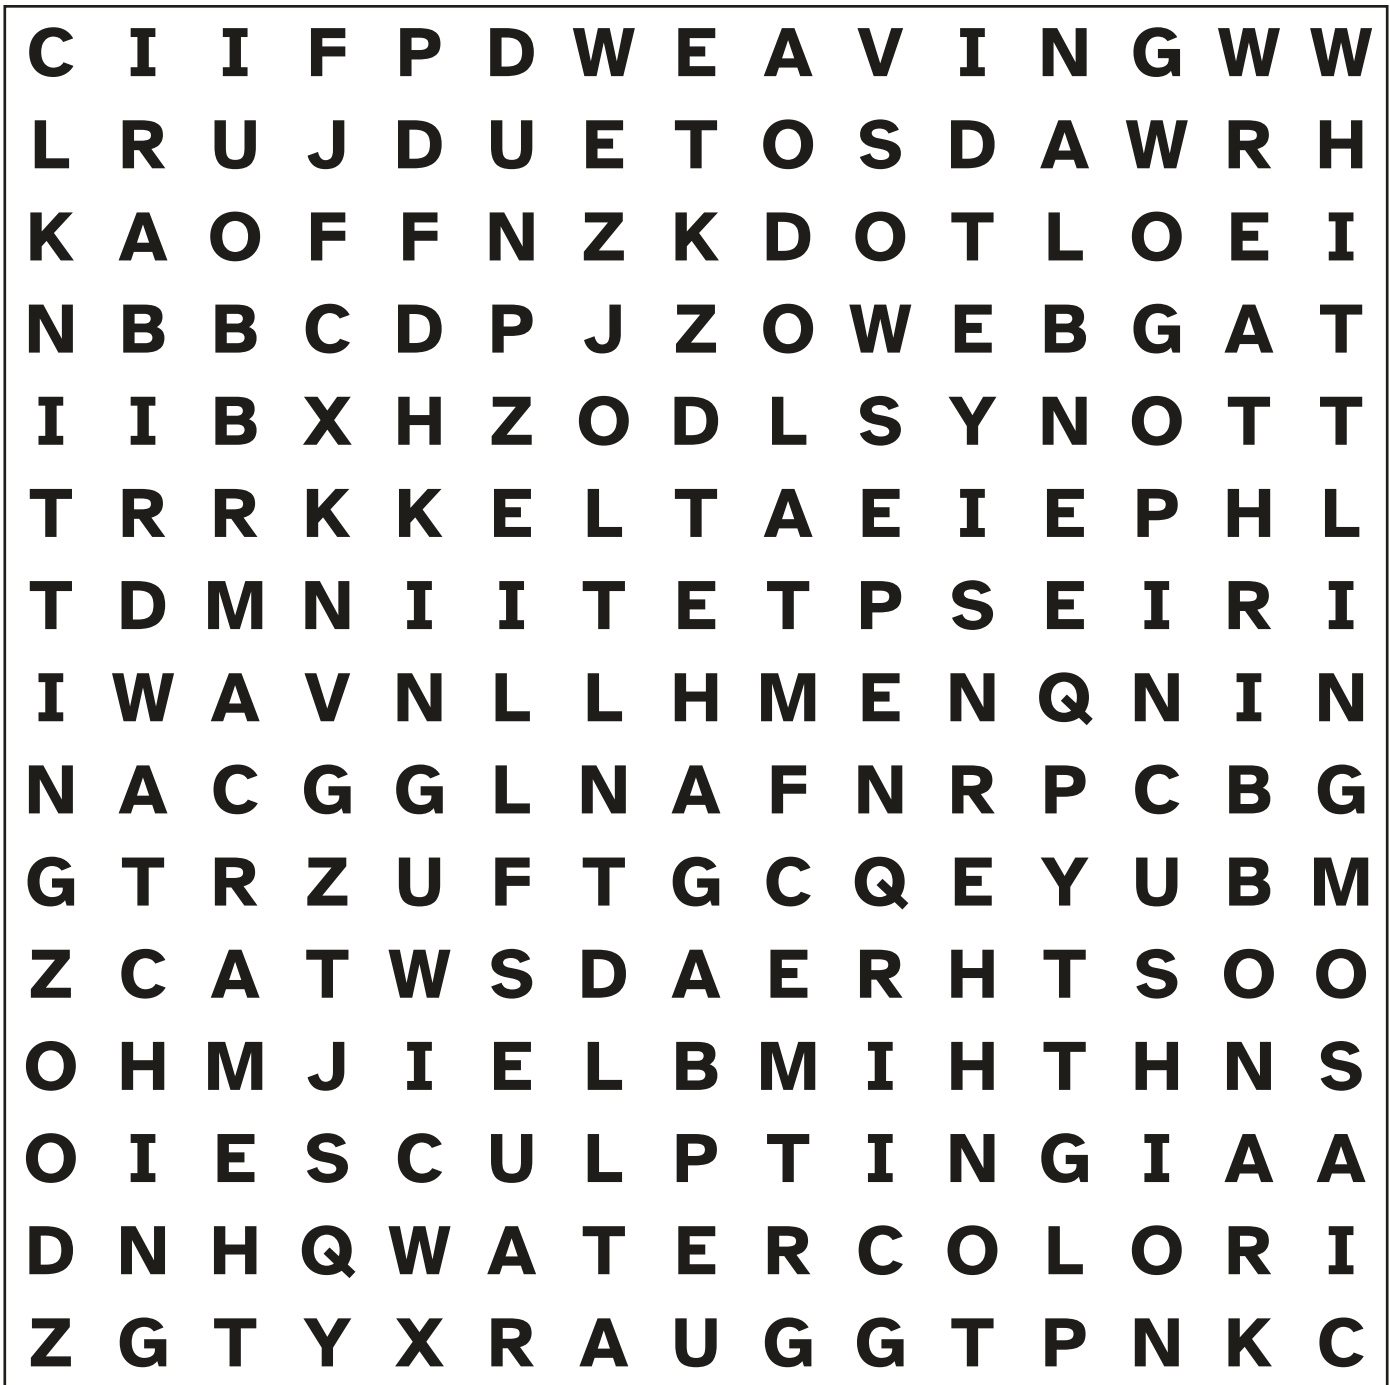 C I I F P D W E A V I N G W W
L R U J D U E T O S D A W R H
K A O F F N Z K D O T L O E I
N B B C D P J Z O W E B G A T
I I B X H Z O D L S Y N O T T
T R R K K E L T A E I E P H L
T D M N I I T E T P S E I R I
I W A V N L L H M E N Q N I N
N A C G G L N A F N R P C B G
G T R Z U F T G C Q E Y U B M
Z C A T W S D A E R H T S O O
O H M J I E L B M I H T H N S
O I E S C U L P T I N G I A A
D N H Q W A T E R C O L O R I
Z G T Y X R A U G G T P N K C